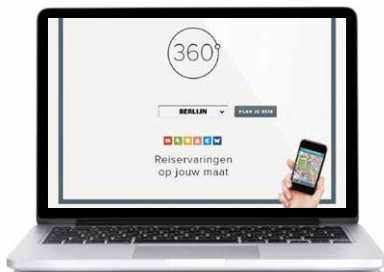 360°
BERLIJN
PLAN JE REIS
Reiservaringen
op jouw maat